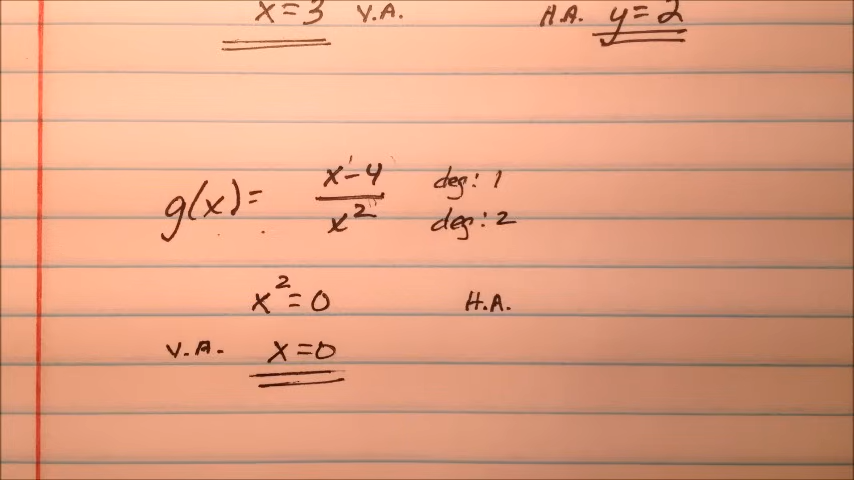 x=3 V.A. H.A. y=2
g(x)= x-4 deg: 1
x² deg: 2
x²=0 H.A.
V.A. x=0